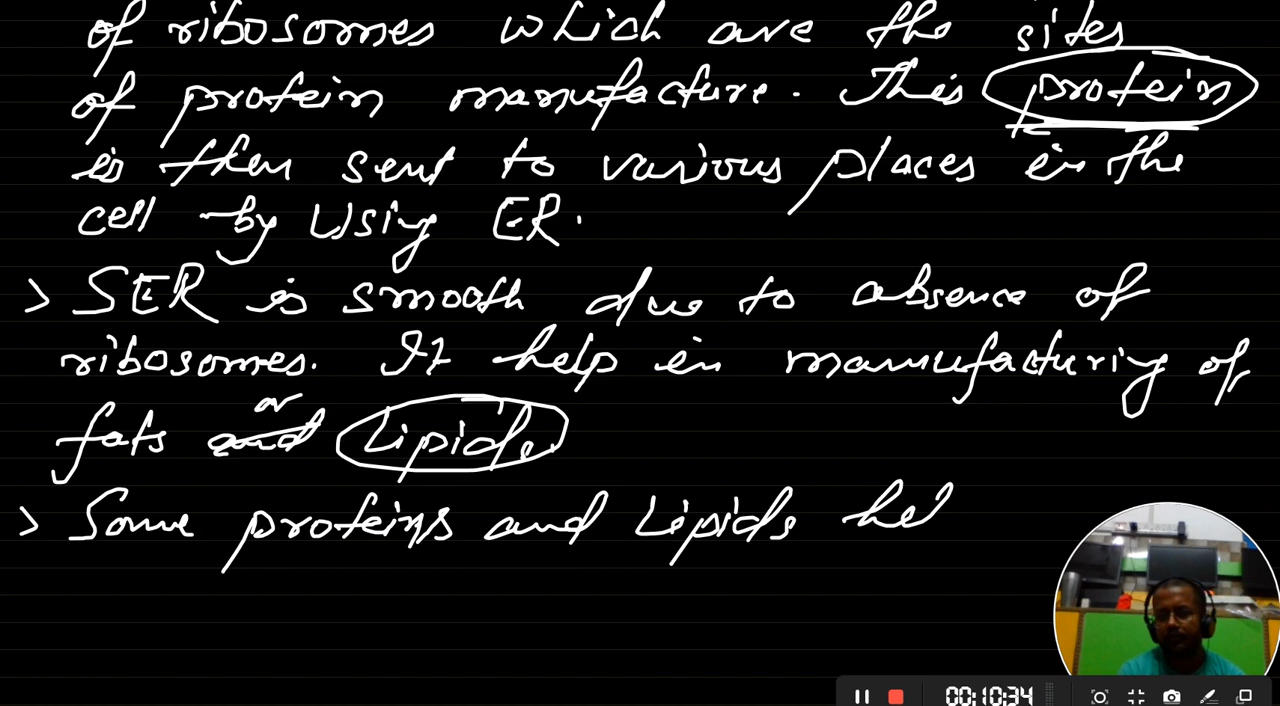 of ribosomes which are the sites
of protein manufacture. This protein
is then sent to various places in the
cell by Using ER.
> SER is smooth due to absence of
ribosomes. It help in manufacturing of
or
fats and Lipids.
> Some proteins and Lipids hel
00:10:34